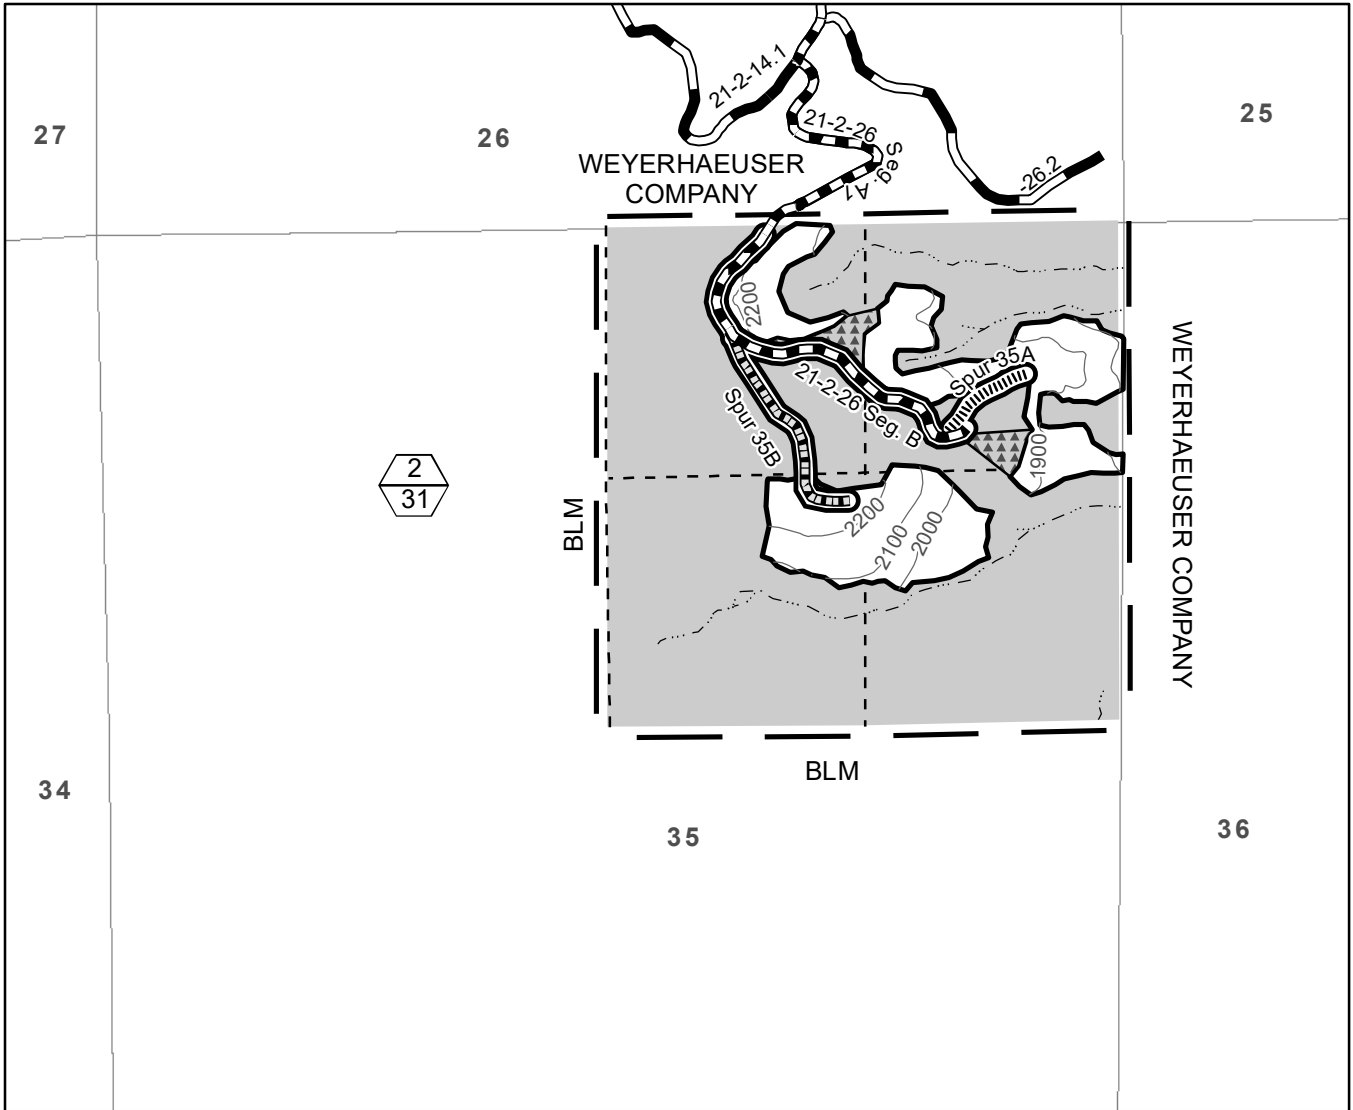 21-2-14.1
27
26
21-2-26
Seg. A1
25
-26.2
WEYERHAEUSER
COMPANY
2200
Spur 35A
21-2-26 Seg. B
Spur 35B
1900
WEYERHAEUSER COMPANY
2
31
BLM
2200
2100
2000
BLM
34
35
36